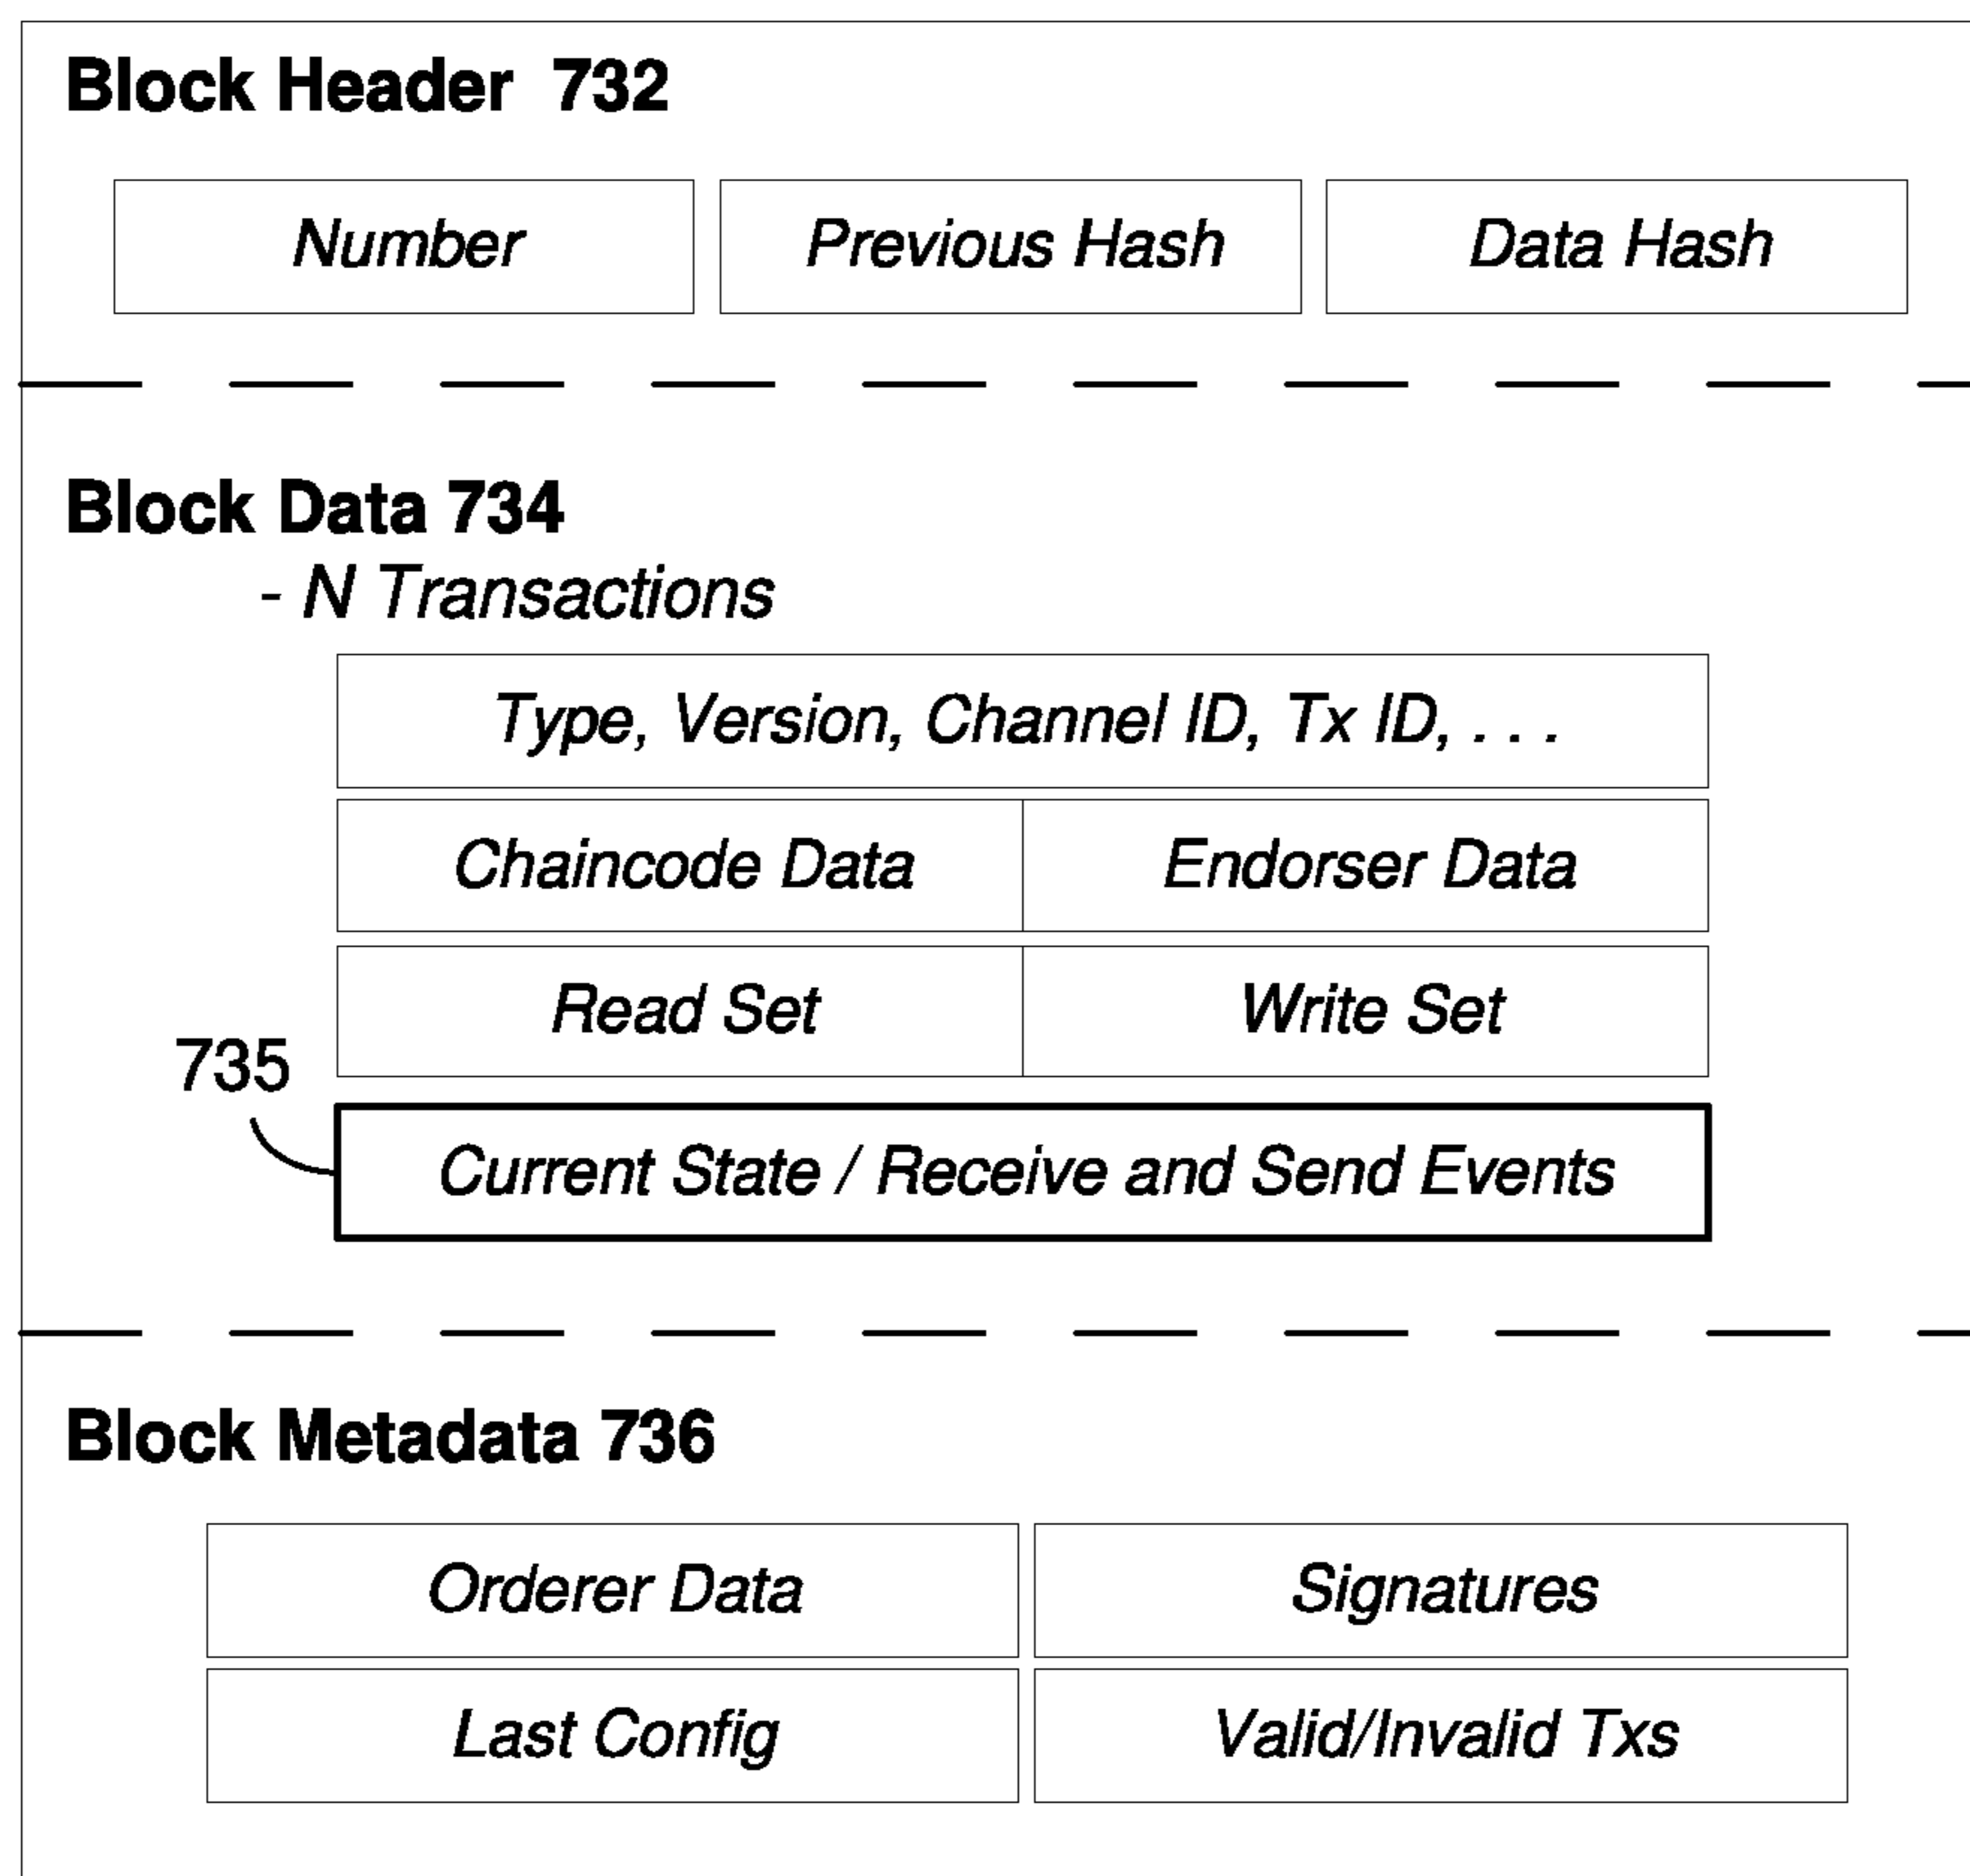 Block Header 732
Number
Previous Hash
Data Hash
Block Data 734
- N Transactions
Type, Version, Channel ID, Tx ID, . . .
Chaincode Data
Endorser Data
Read Set
Write Set
735
Current State / Receive and Send Events
Block Metadata 736
Orderer Data
Signatures
Last Config
Valid/Invalid Txs